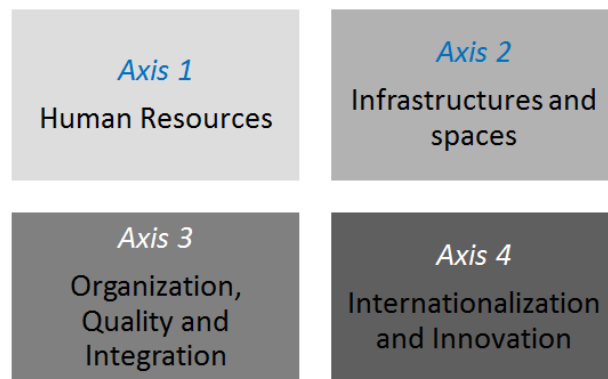 Axis 1
Human Resources
Axis 2
Infrastructures and
spaces
Axis 3
Organization,
Quality and
Integration
Axis 4
Internationalization
and Innovation